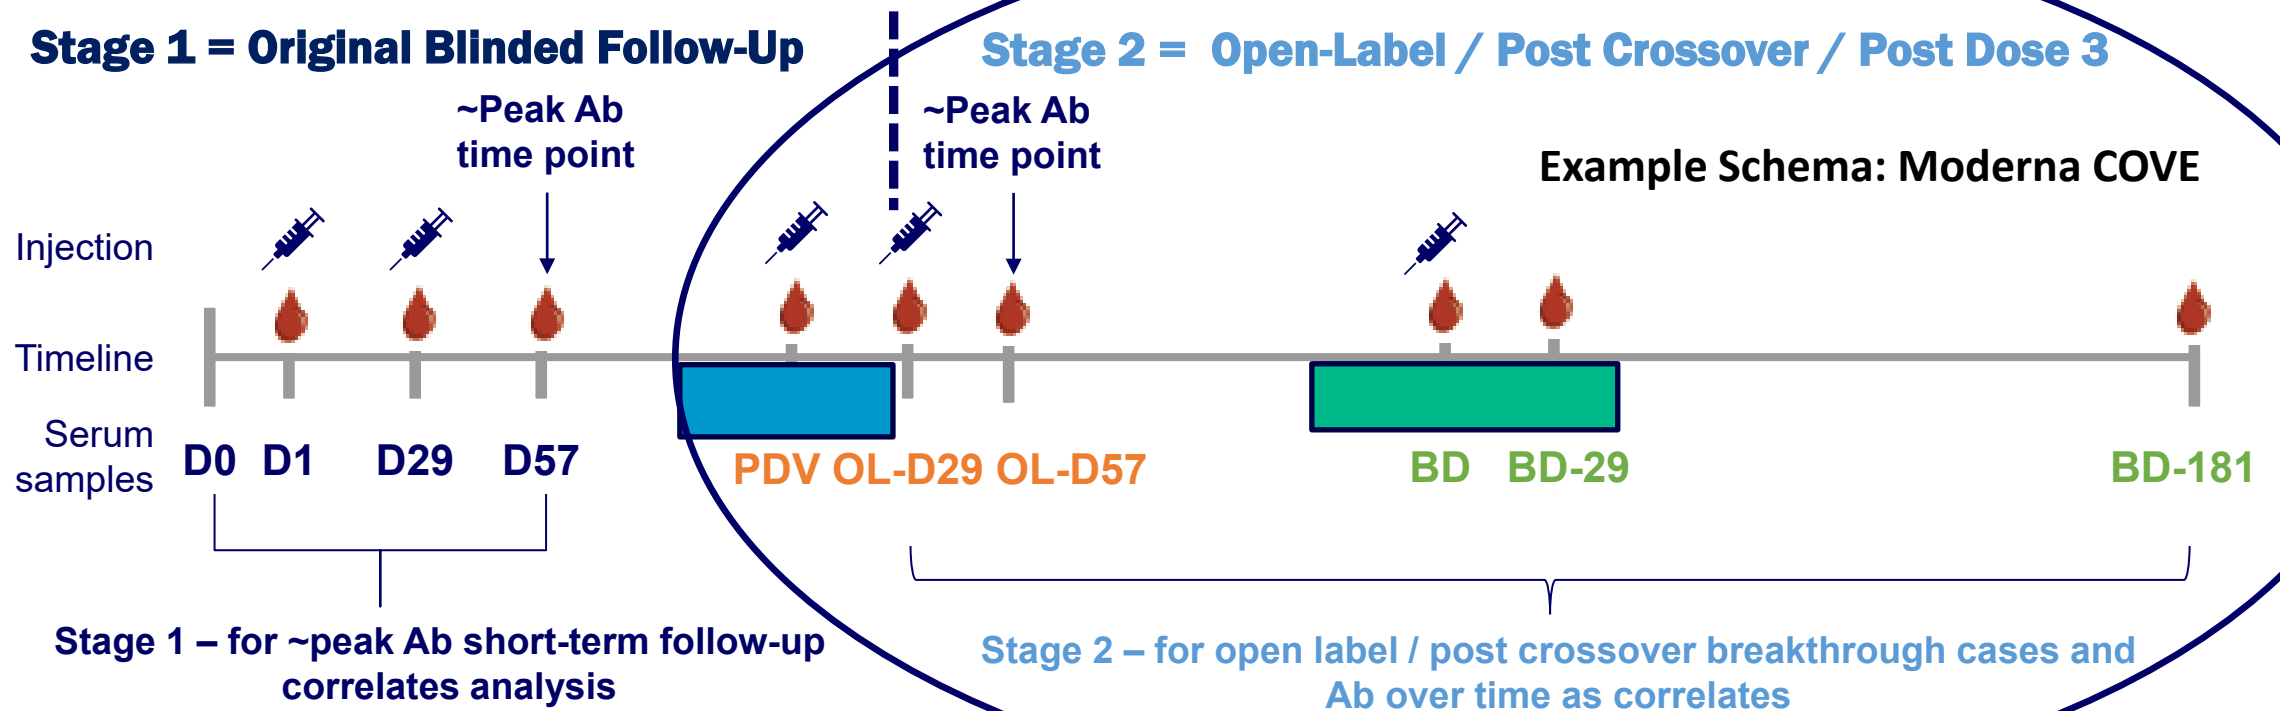 Stage 1 = Original Blinded Follow-Up
Stage 2 = Open-Label / Post Crossover / Post Dose 3
~Peak Ab
time point
~Peak Ab
time point
Example Schema: Moderna COVE
Injection
Timeline
Serum
samples
D0 D1 D29 D57
PDV OL-D29 OL-D57
BD BD-29
BD-181
Stage 1 – for ~peak Ab short-term follow-up
correlates analysis
Stage 2 – for open label / post crossover breakthrough cases and
Ab over time as correlates